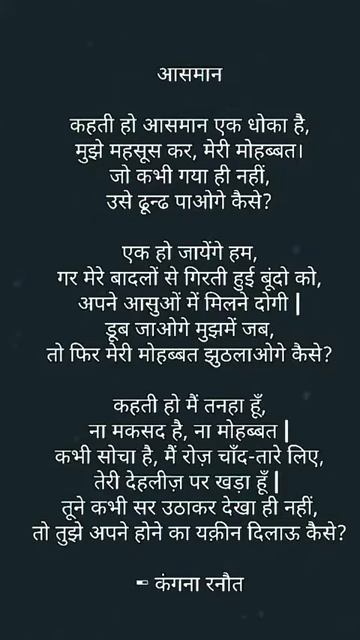 आसमान
कहती हो आसमान एक धोका है,
मुझे महसूस कर, मेरी मोहब्बत।
जो कभी गया ही नहीं,
उसे ढून्ढ पाओगे कैसे?
एक हो जायेंगे हम,
गर मेरे बादलों से गिरती हुई बूंदो को,
अपने आसुओं में मिलने दोगी |
डूब जाओगे मुझमें जब,
तो फिर मेरी मोहब्बत झुठलाओगे कैसे?
कहती हो मैं तनहा हूँ,
ना मकसद है, ना मोहब्बत |
कभी सोचा है, मैं रोज़ चाँद-तारे लिए,
तेरी देहलीज़ पर खड़ा हूँ |
तूने कभी सर उठाकर देखा ही नहीं,
तो तुझे अपने होने का यक़ीन दिलाऊ कैसे?
- कंगना रनौत